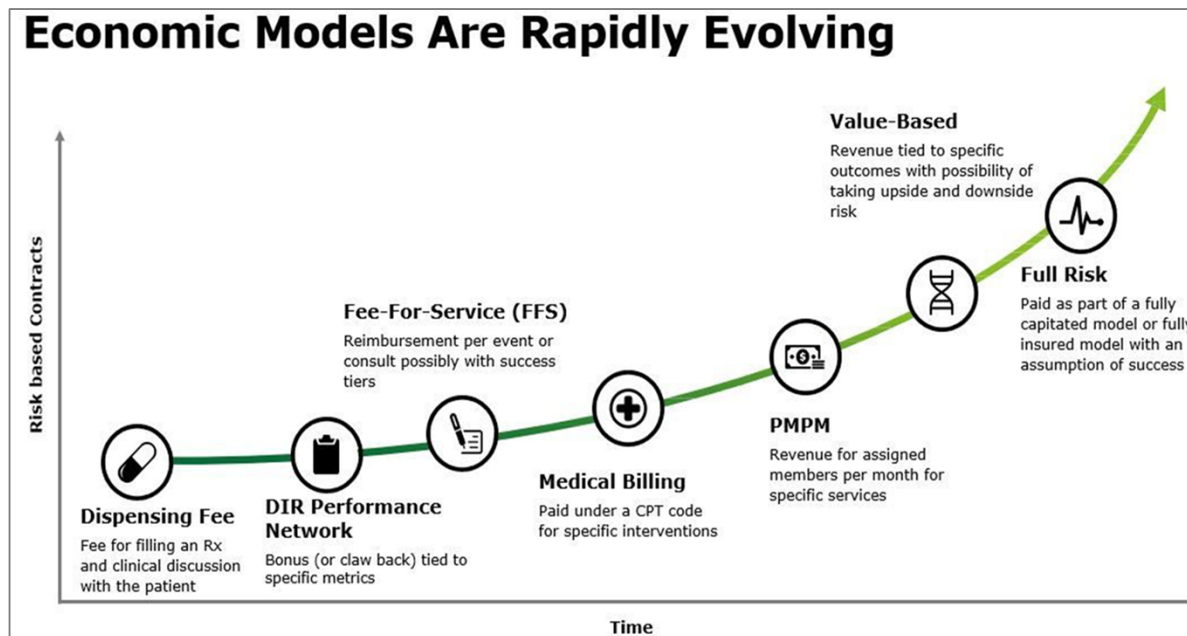 Economic Models Are Rapidly Evolving
Risk based Contracts
Dispensing Fee
Fee for filling an Rx
and clinical discussion
with the patient
DIR Performance
Network
Bonus (or claw back) tied to
specific metrics
Fee-For-Service (FFS)
Reimbursement per event or
consult possibly with success
tiers
Medical Billing
Paid under a CPT code
for specific interventions
PMPM
Revenue for assigned
members per month for
specific services
Value-Based
Revenue tied to specific
outcomes with possibility of
taking upside and downside
risk
Full Risk
Paid as part of a fully
capitated model or fully
insured model with an
assumption of success
Time